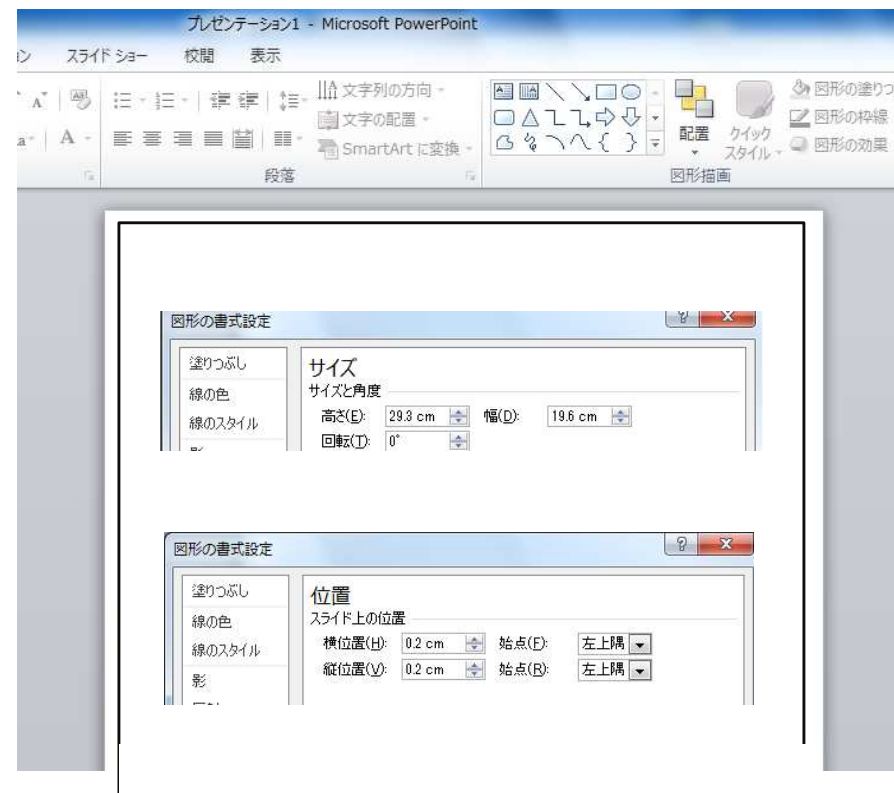 プレゼンテーション1 - Microsoft PowerPoint
スライド ショー 校閲 表示
文字列の方向
図形の塗りつ
A
文字の配置
図形の枠線
a A
SmartArt に変換
配置 クイック スタイル
図形の効果
段落 図形描画
図形の書式設定
塗りつぶし
線の色
線のスタイル
サイズ
サイズと角度
高さ(E): 29.3 cm 幅(D): 19.6 cm
回転(T): 0°
図形の書式設定
塗りつぶし
線の色
線のスタイル
影
位置
スライド上の位置
横位置(H): 0.2 cm 始点(F): 左上隅
縦位置(V): 0.2 cm 始点(R): 左上隅